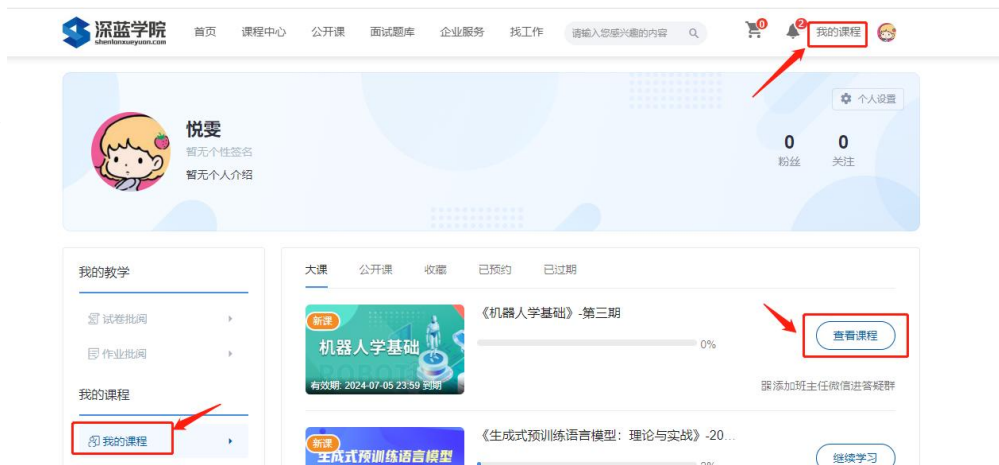 深蓝学院
shenlanxueyuan.com
首页 课程中心 公开课 面试题库 企业服务 找工作 请输入您感兴趣的内容 0 2 我的课程
个人设置
悦雯
暂无个性签名
暂无个人介绍
0 0
粉丝 关注
我的教学
试卷批阅
作业批阅
我的课程
我的课程
大课 公开课 收藏 已预约 已过期
新课
机器人学基础
ROBOT
有效期: 2024-07-05 23:59 到期
《机器人学基础》-第三期
0%
查看课程
添加班主任微信进答疑群
新课
生成式预训练语言模型
《生成式预训练语言模型：理论与实战》-20...
继续学习